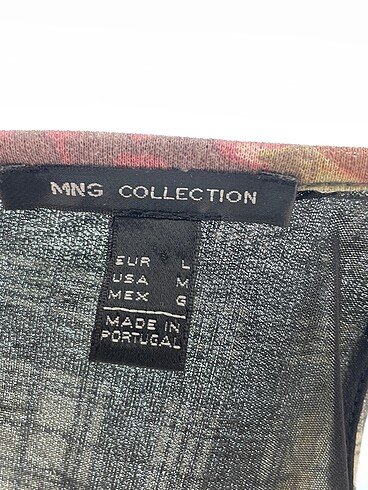 MNG COLLECTION
EUR L
USA M
MEX G
MADE IN
PORTUGAL